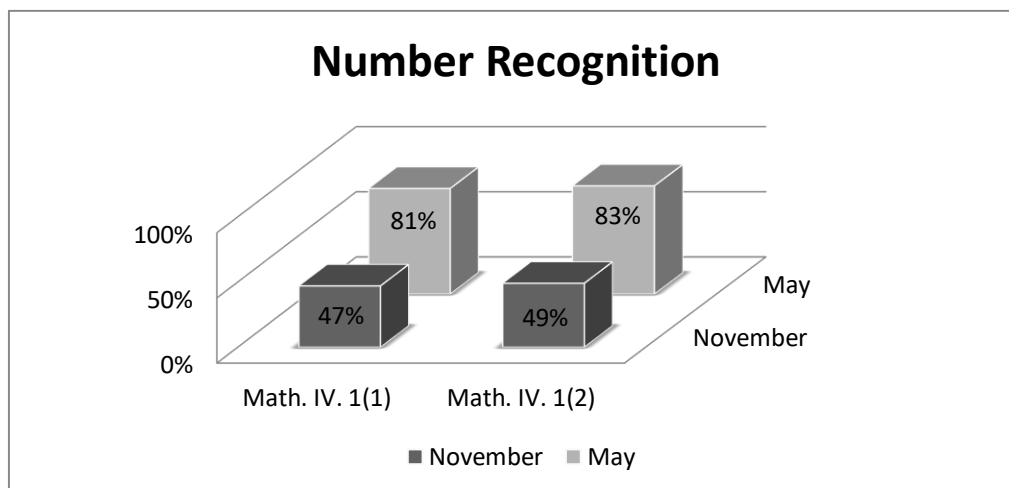 Number Recognition
81%
83%
100%
47%
49%
50%
0%
May
November
Math. IV. 1(1)
Math. IV. 1(2)
November
May